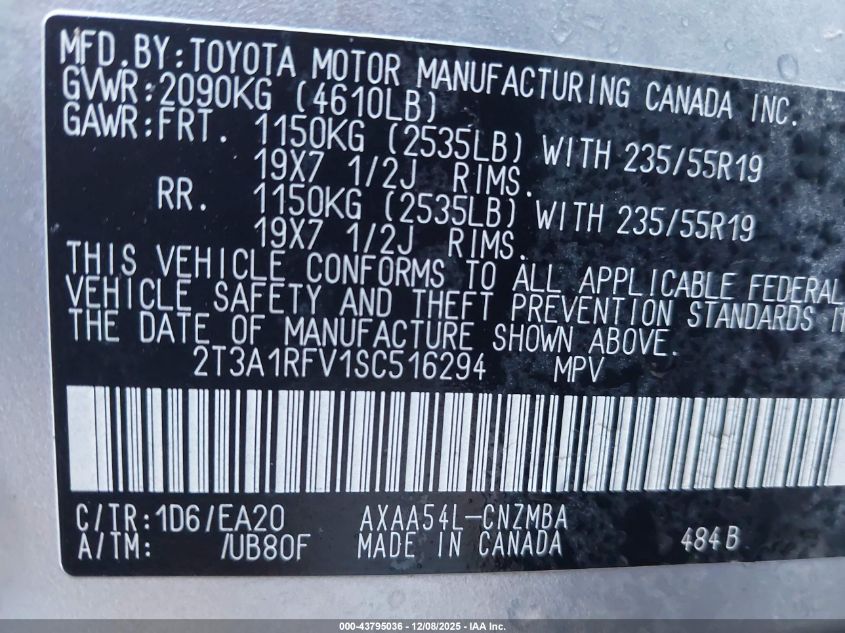 MFD.BY:TOYOTA MOTOR MANUFACTURING CANADA INC.
GVWR:2090KG (4610LB)
GAWR:FRT. 1150KG (2535LB) WITH 235/55R19
19X7 1/2J RIMS.
RR. 1150KG (2535LB) WITH 235/55R19
19X7 1/2J RIMS.
THIS VEHICLE CONFORMS TO ALL APPLICABLE FEDERAL
VEHICLE SAFETY AND THEFT PREVENTION STANDARDS
THE DATE OF MANUFACTURE SHOWN ABOVE.
2T3A1RFV1SC516294 MPV
C/TR:1D6/EA20 AXAA54L-CNZMBA
A/TM: /UB80F MADE IN CANADA 484B
000-43795036 - 12/08/2025 - IAA Inc.